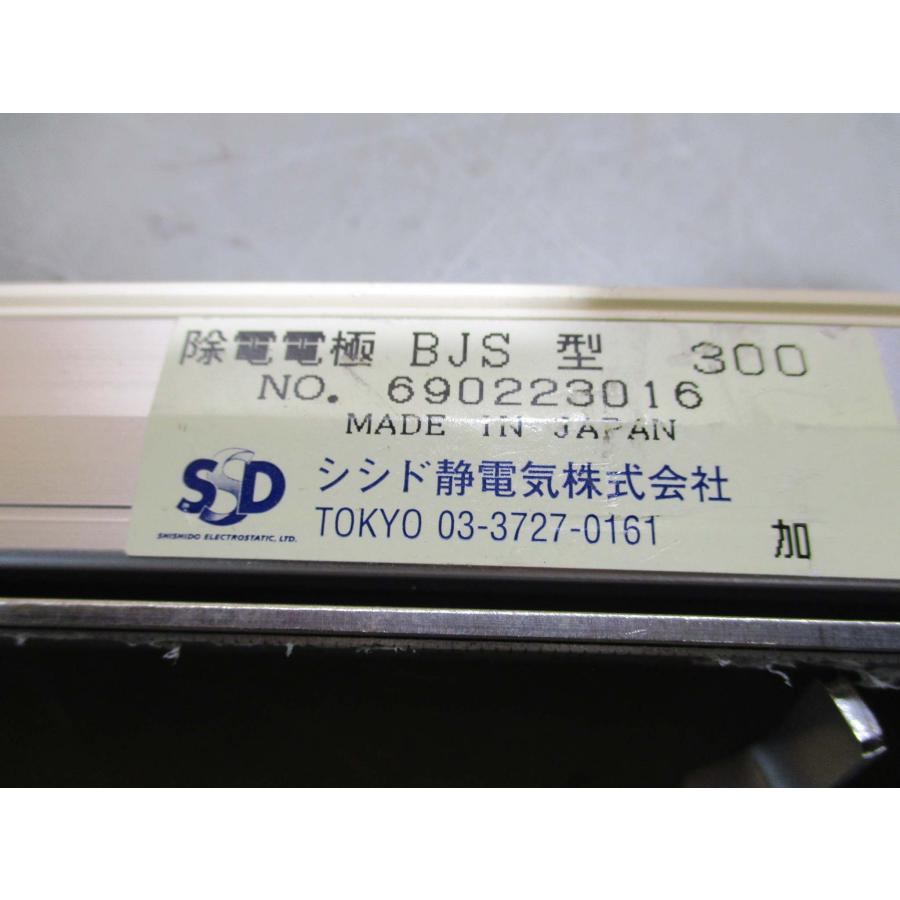 除電電極 BJS 型 300
NO. 690223016
MADE IN JAPAN
SSD シシド静電気株式会社
SHISHIDO ELECTROSTATIC, LTD.
TOKYO 03-3727-0161
加